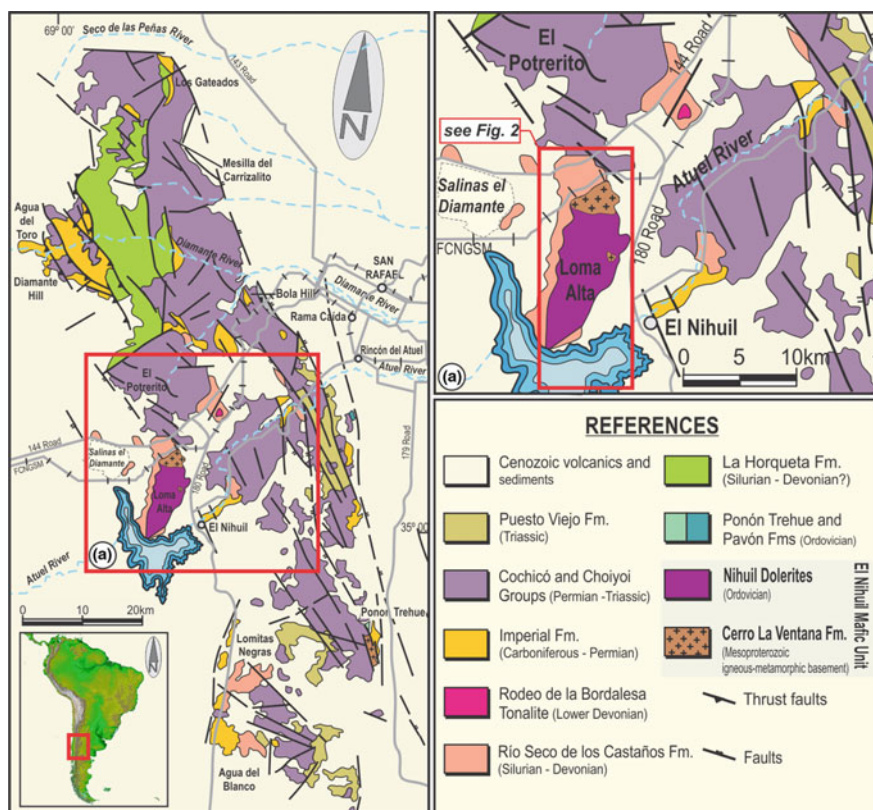 69º 00'
Seco de las Peñas River
143 Road
Los Gateados
N
Mesilla del
Carrizalito
Agua
del
Toro
Diamante River
Diamante
Hill
SAN
RAFAEL
Bola Hill
Diamante River
Rama Caída
Rincón del Atuel
El
Potrerito
Atuel
River
144 Road
FCNGSM
Salinas el
Diamante
180 Road
179 Road
Loma
Alta
El Nihuil
35º 00'
(a)
Atuel River
0 10 20km
Ponón Trehue
Lomitas
Negras
N
Agua del
Blanco
El
Potrerito
144 Road
see Fig. 2
Atuel River
Salinas el
Diamante
FCNGSM
180 Road
Loma
Alta
El Nihuil
(a)
0 5 10km
REFERENCES
Cenozoic volcanics and
sediments
Puesto Viejo Fm.
(Triassic)
Cochicó and Choiyoi
Groups (Permian -Triassic)
Imperial Fm.
(Carboniferous - Permian)
Rodeo de la Bordalesa
Tonalite (Lower Devonian)
Río Seco de los Castaños Fm.
(Silurian - Devonian)
La Horqueta Fm.
(Silurian - Devonian?)
Ponón Trehue and
Pavón Fms (Ordovician)
Nihuil Dolerites
(Ordovician)
Cerro La Ventana Fm.
(Mesoproterozoic
igneous-metamorphic basement)
El Nihuil Mafic Unit
Thrust faults
Faults